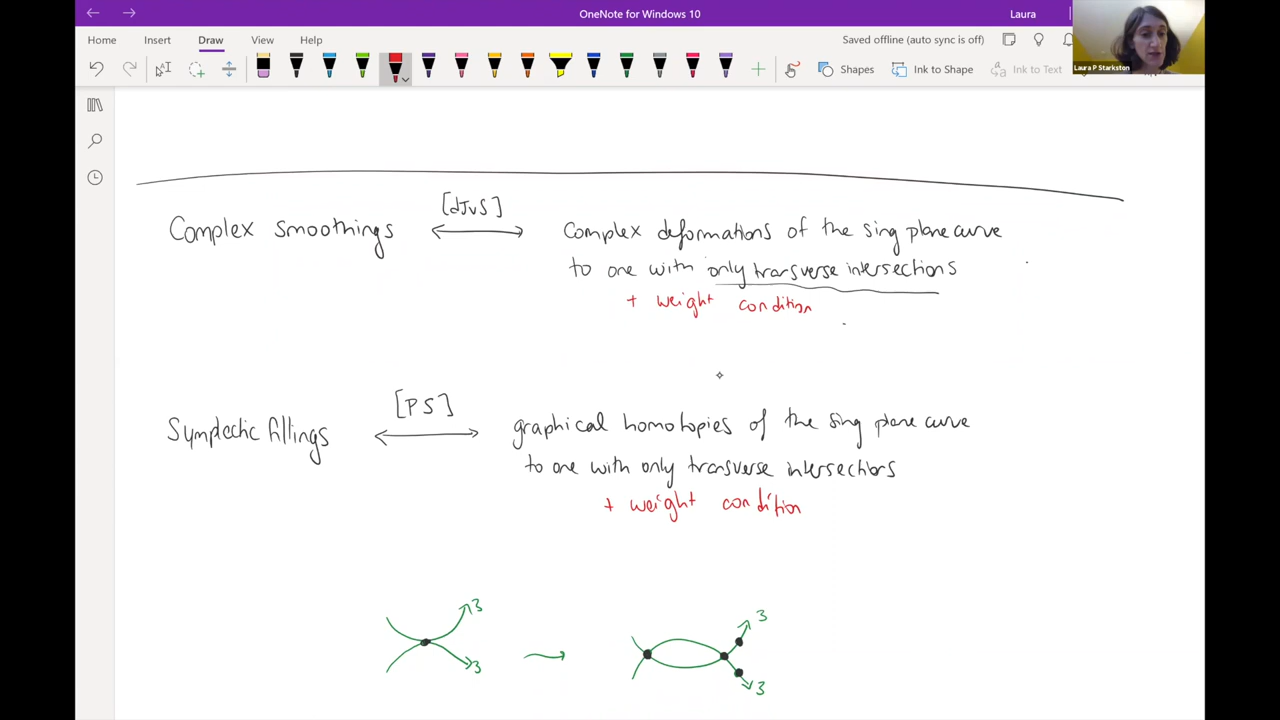 OneNote for Windows 10
Laura
Home Insert Draw View Help
Saved offline (auto sync is off)
Shapes
Ink to Shape
Ink to Text
Laura P Starkston
[dJvS]
Complex smoothings ⟷ Complex deformations of the sing plane curve
to one with only transverse intersections
+ weight condition
[PS]
Symplectic fillings ⟷ graphical homotopies of the sing plane curve
to one with only transverse intersections
+ weight condition
3
3
3
3